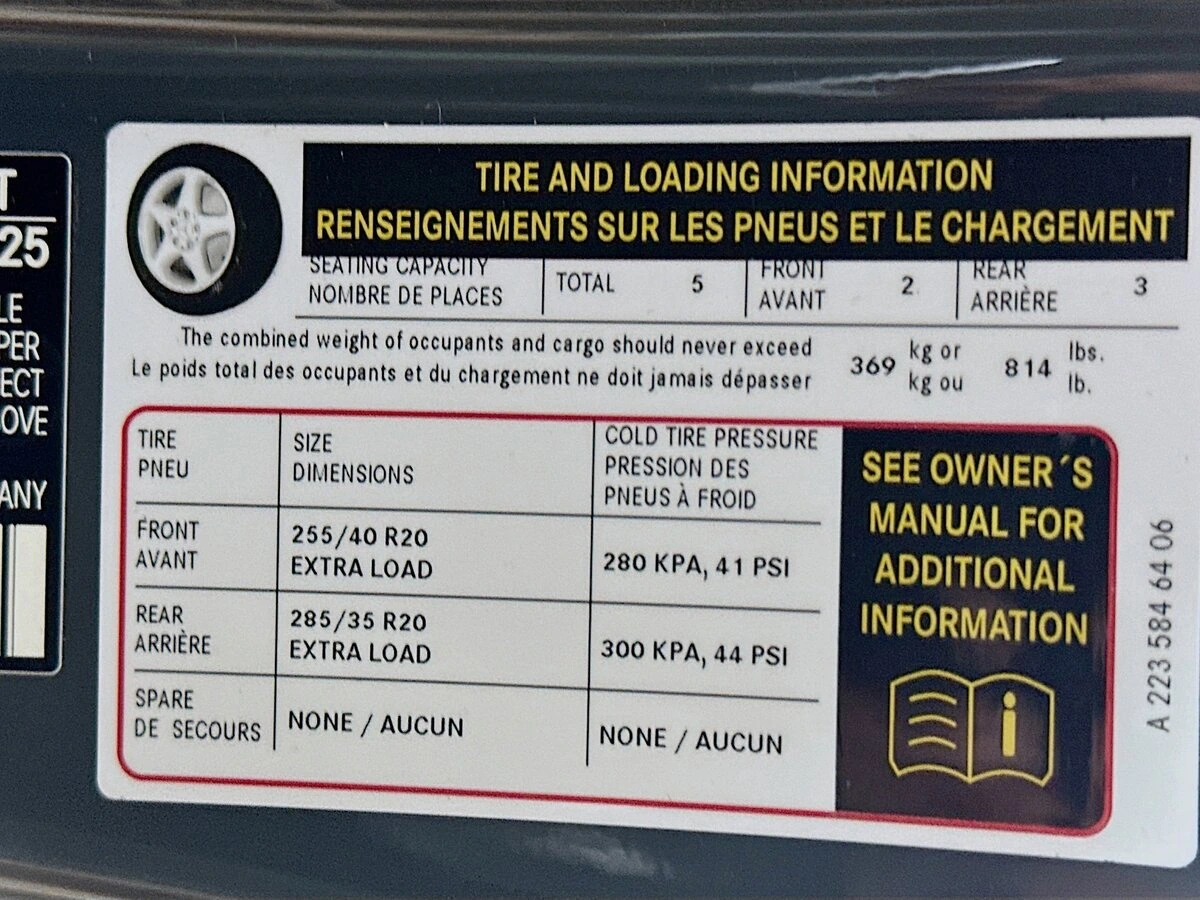 T
25
LE
PER
ECT
OVE
ANY
TIRE AND LOADING INFORMATION
RENSEIGNEMENTS SUR LES PNEUS ET LE CHARGEMENT
SEATING CAPACITY
NOMBRE DE PLACES
TOTAL 5
FRONT
AVANT 2
REAR
ARRIÈRE 3
The combined weight of occupants and cargo should never exceed
Le poids total des occupants et du chargement ne doit jamais dépasser
369 kg or
kg ou
814 lbs.
lb.
TIRE
PNEU
SIZE
DIMENSIONS
COLD TIRE PRESSURE
PRESSION DES
PNEUS À FROID
FRONT
AVANT
255/40 R20
EXTRA LOAD
280 KPA, 41 PSI
REAR
ARRIÈRE
285/35 R20
EXTRA LOAD
300 KPA, 44 PSI
SPARE
DE SECOURS
NONE / AUCUN
NONE / AUCUN
SEE OWNER´S
MANUAL FOR
ADDITIONAL
INFORMATION
i
A 223 584 64 06